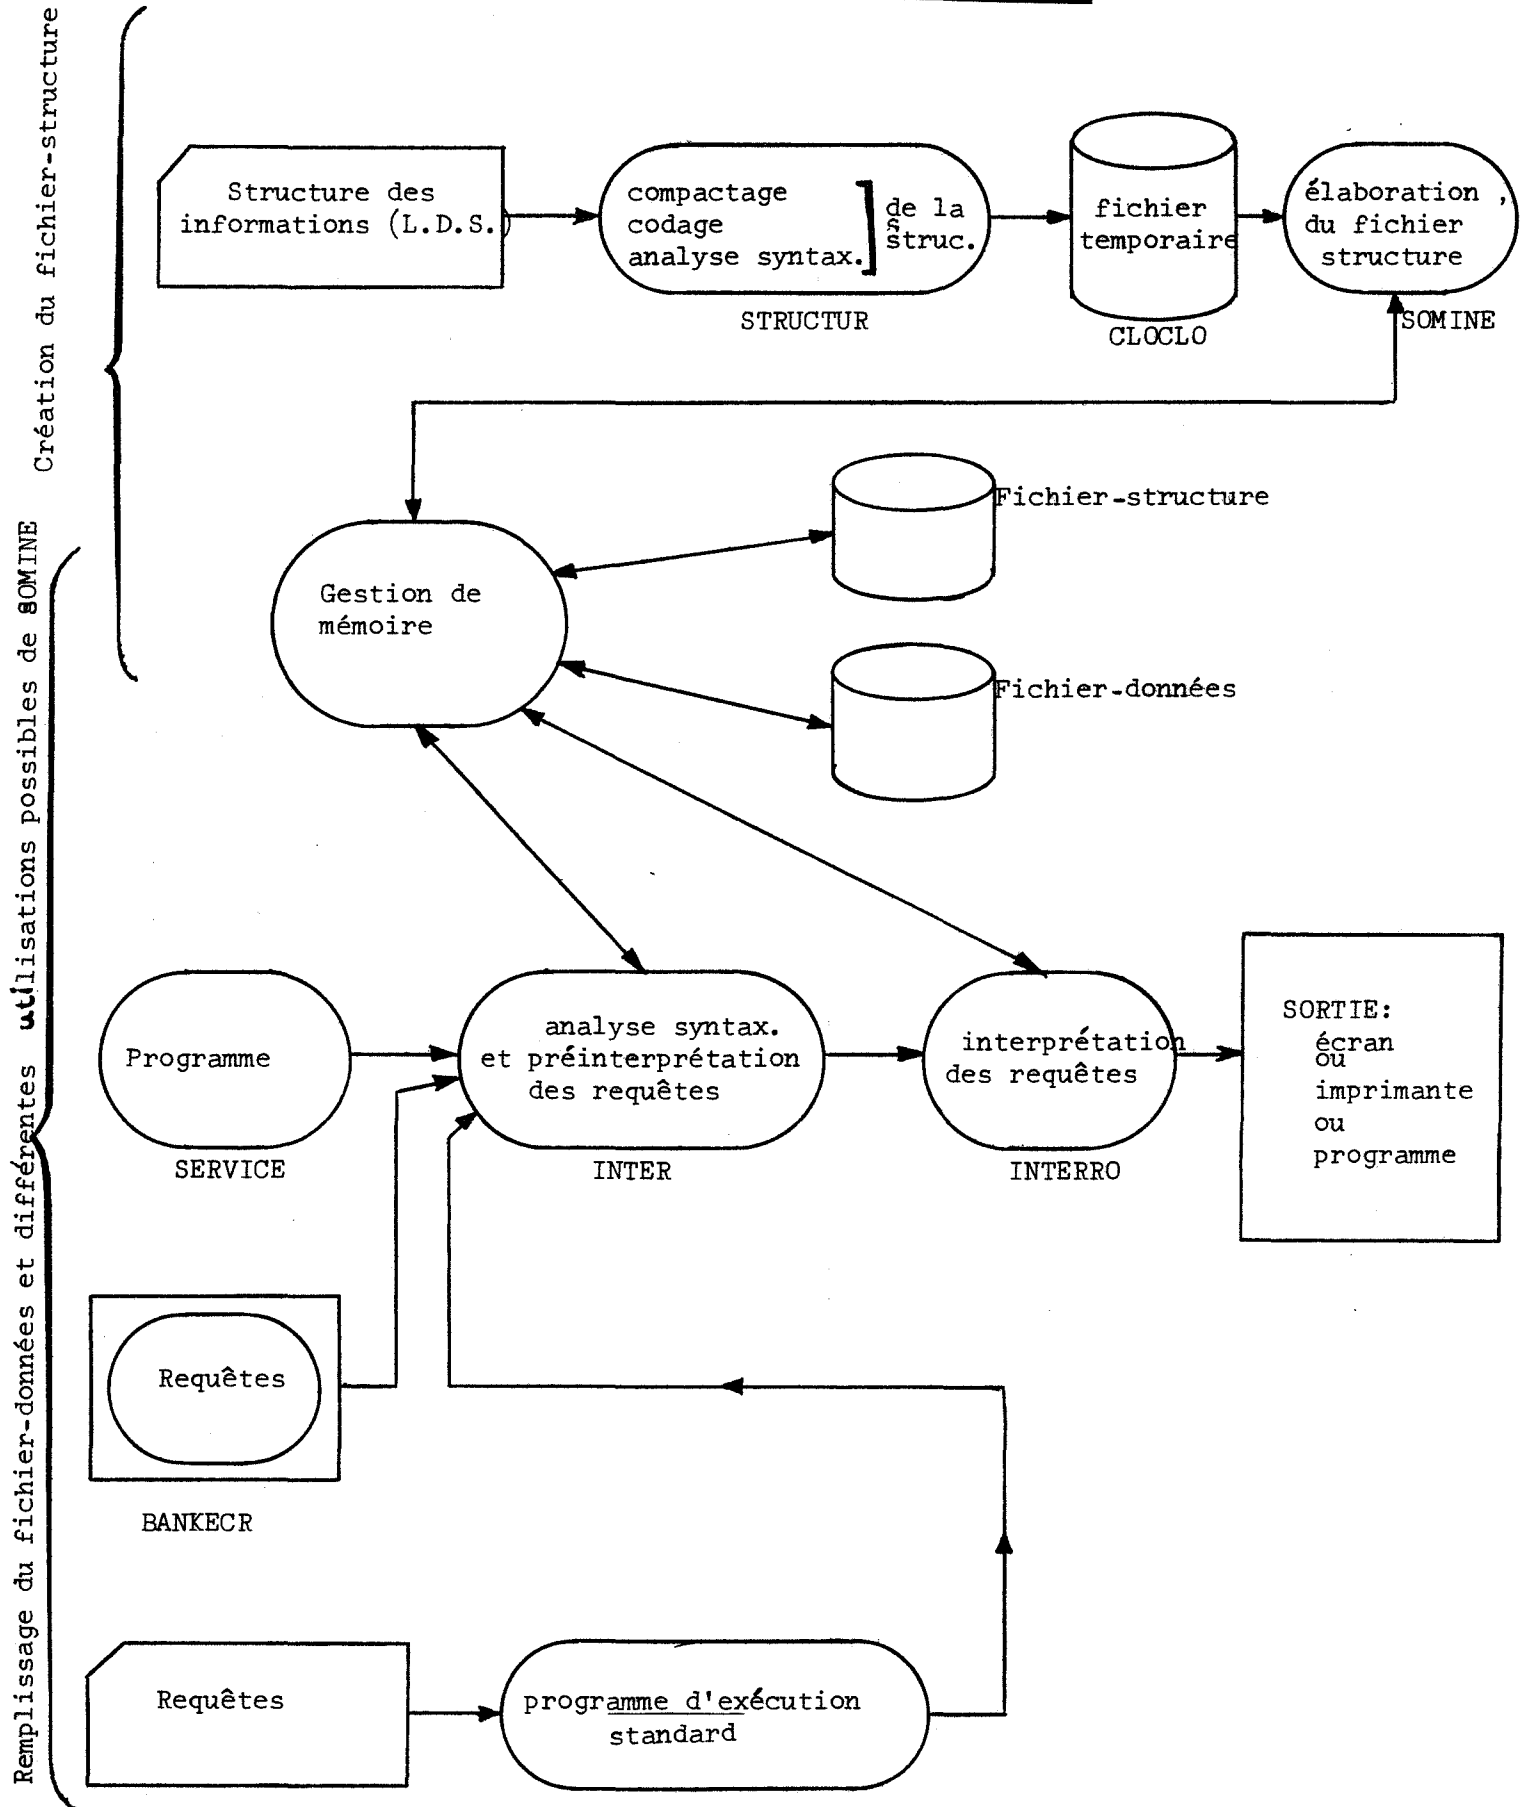 Création du fichier-structure
Structure des
informations (L.D.S.)
compactage
codage
analyse syntax.
de la
struc.
STRUCTUR
fichier
temporaire
CLOCLO
élaboration
du fichier
structure
SOMINE
Gestion de
mémoire
Fichier-structure
Fichier-données
Remplissage du fichier-données et différentes utilisations possibles de SOMINE
Programme
SERVICE
analyse syntax.
et préinterprétation
des requêtes
INTER
interprétation
des requêtes
INTERRO
SORTIE:
écran
ou
imprimante
ou
programme
Requêtes
BANKECR
Requêtes
programme d'exécution
standard